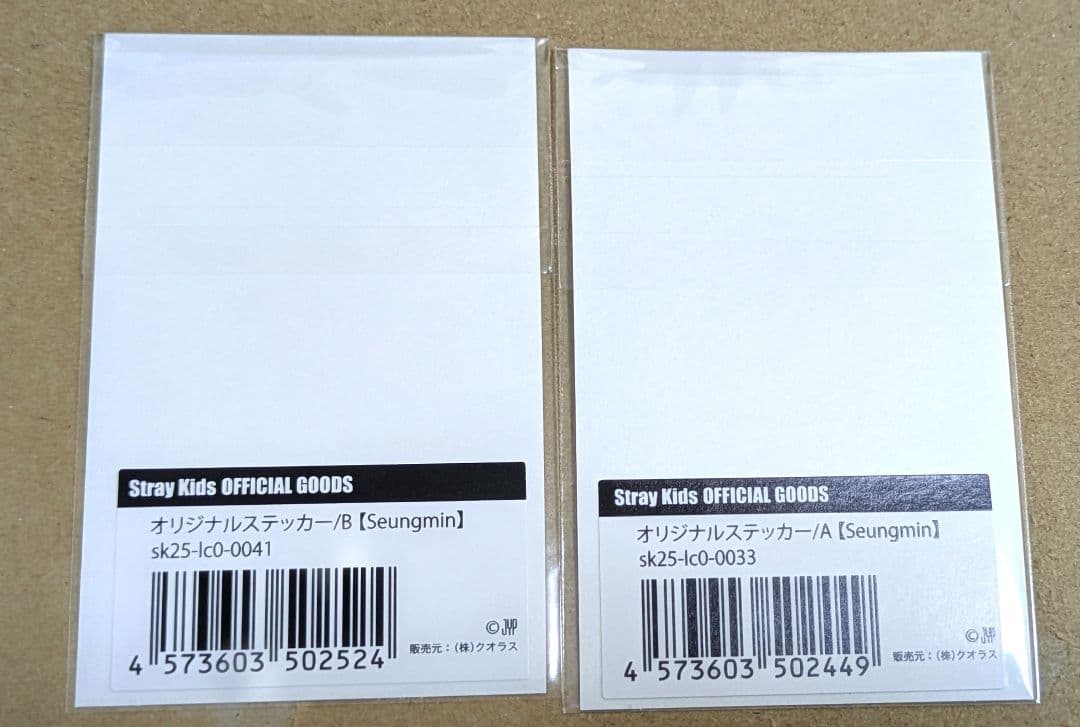 Stray Kids OFFICIAL GOODS
オリジナルステッカー/B【Seungmin】
sk25-lc0-0041
© JYP
販売元：（株）クオラス
4 573603 502524
Stray Kids OFFICIAL GOODS
オリジナルステッカー/A【Seungmin】
sk25-lc0-0033
© JYP
販売元：（株）クオラス
4 573603 502449